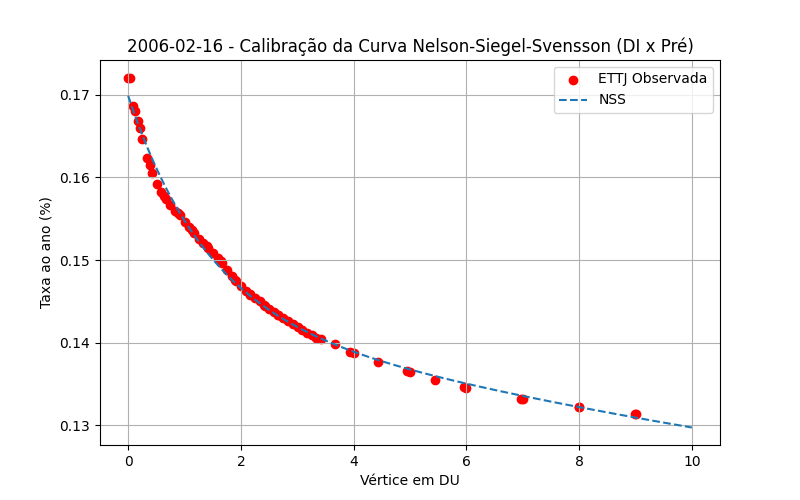 2006-02-16 - Calibração da Curva Nelson-Siegel-Svensson (DI x Pré)
ETTJ Observada
NSS
Taxa ao ano (%)
0.17
0.16
0.15
0.14
0.13
0 2 4 6 8 10
Vértice em DU